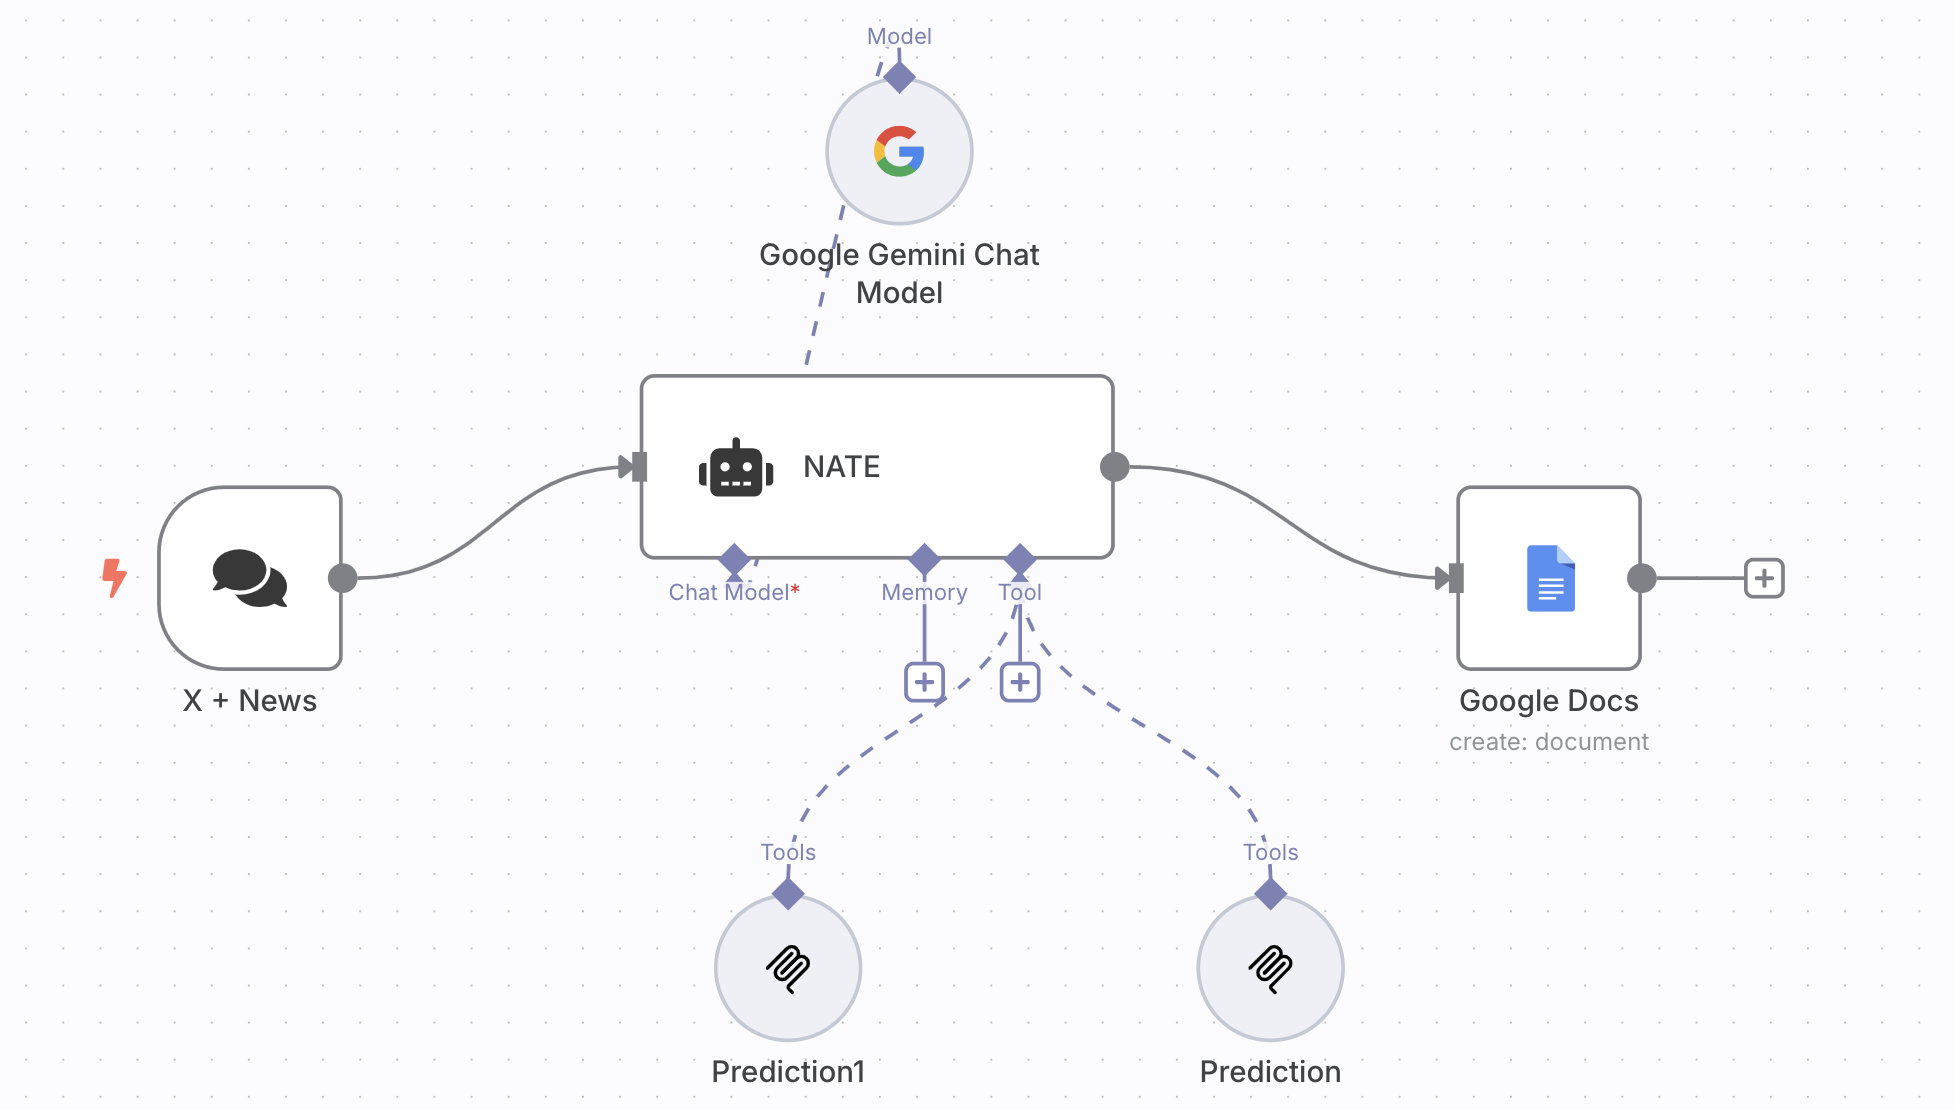 Model
Google Gemini Chat
Model
NATE
Chat Model*
Memory
Tool
X + News
Google Docs
create: document
Tools
Tools
Prediction1
Prediction